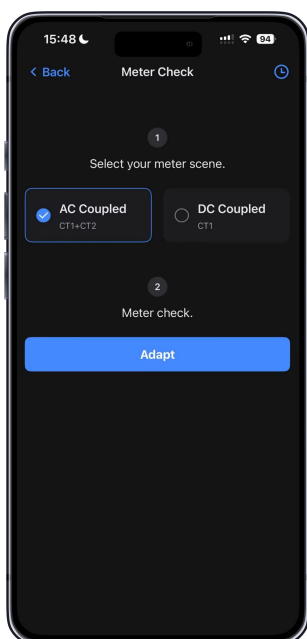 15:48
94
Back
Meter Check
1
Select your meter scene.
AC Coupled
CT1+CT2
DC Coupled
CT1
2
Meter check.
Adapt